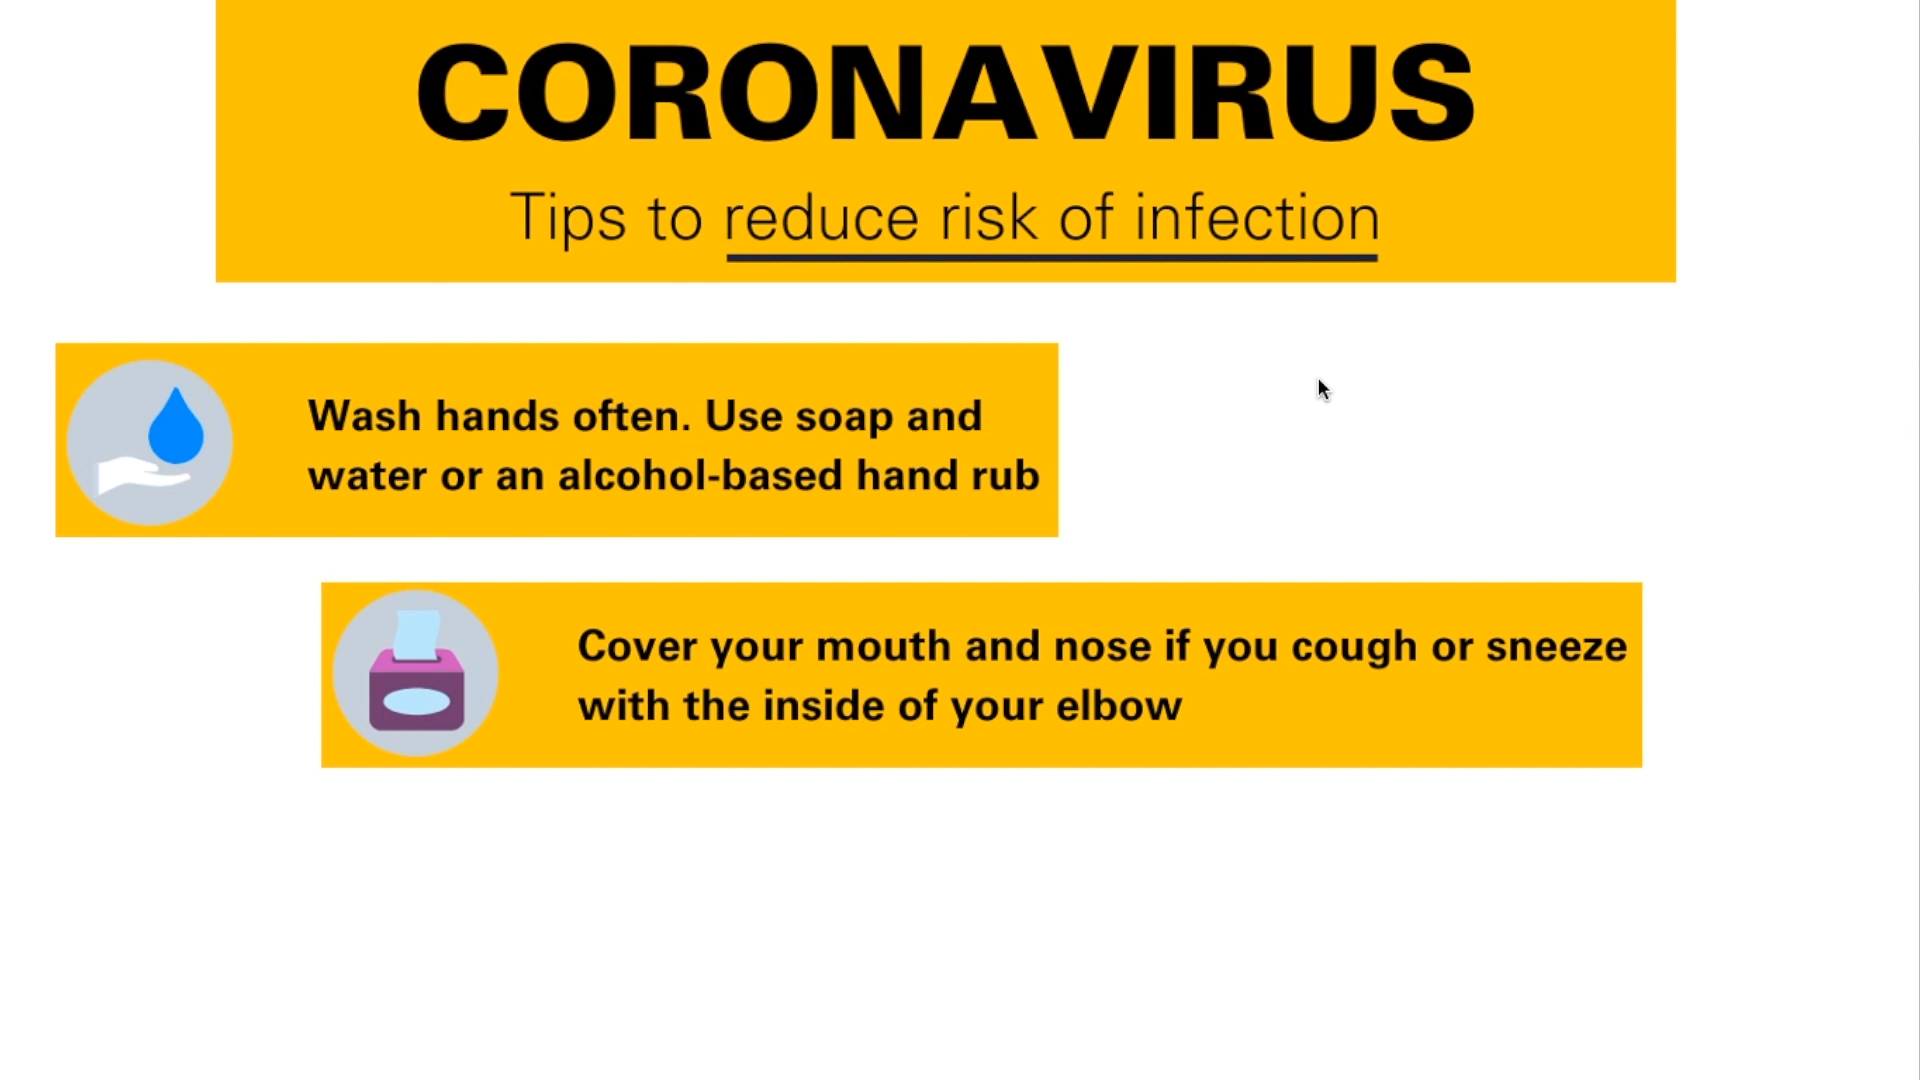 CORONAVIRUS
Tips to reduce risk of infection
Wash hands often. Use soap and
water or an alcohol-based hand rub
Cover your mouth and nose if you cough or sneeze
with the inside of your elbow